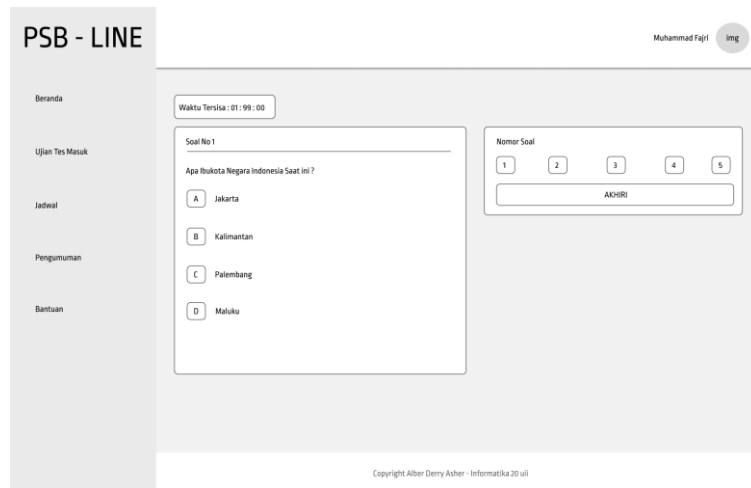 PSB - LINE
Muhammad Fajri
img
Beranda
Ujian Tes Masuk
Jadwal
Pengumuman
Bantuan
Waktu Tersisa : 01 : 99 : 00
Soal No 1
Apa Ibukota Negara Indonesia Saat ini ?
A Jakarta
B Kalimantan
C Palembang
D Maluku
Nomor Soal
1 2 3 4 5
AKHIRI
Copyright Alber Derry Asher - Informatika 20 uii